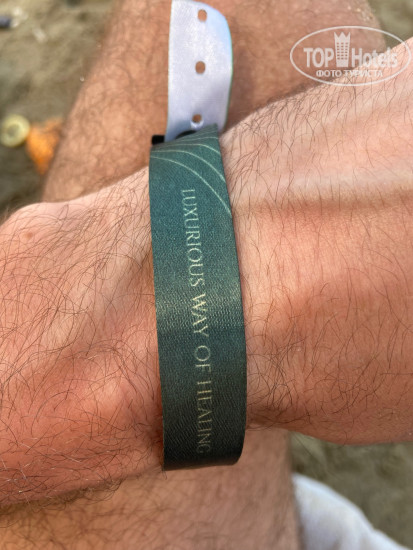 TOP Hotels
ФОТО ТУРИСТА
LUXURIOUS WAY OF HEALING